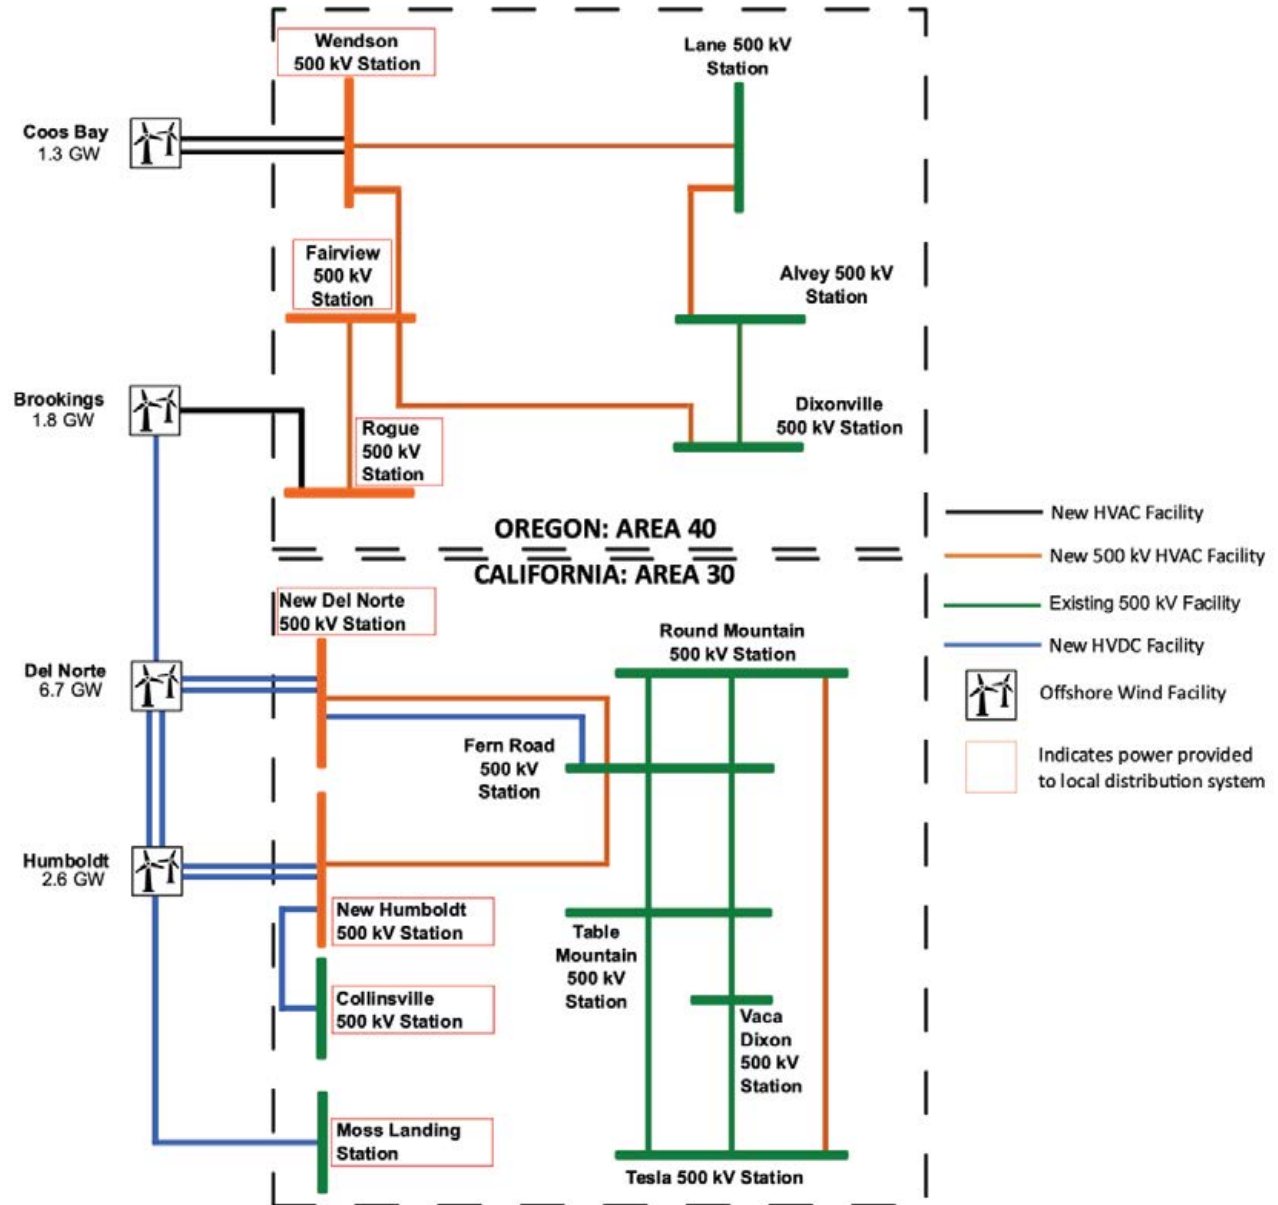 Wendson
500 kV Station
Lane 500 kV
Station
Coos Bay
1.3 GW
Fairview
500 kV
Station
Alvey 500 kV
Station
Brookings
1.8 GW
Dixonville
500 kV Station
Rogue
500 kV
Station
OREGON: AREA 40
CALIFORNIA: AREA 30
New HVAC Facility
New 500 kV HVAC Facility
Existing 500 kV Facility
New HVDC Facility
Offshore Wind Facility
Indicates power provided
to local distribution system
New Del Norte
500 kV Station
Round Mountain
500 kV Station
Del Norte
6.7 GW
Fern Road
500 kV
Station
Humboldt
2.6 GW
New Humboldt
500 kV Station
Table
Mountain
500 kV
Station
Collinsville
500 kV Station
Vaca
Dixon
500 kV
Station
Moss Landing
Station
Tesla 500 kV Station